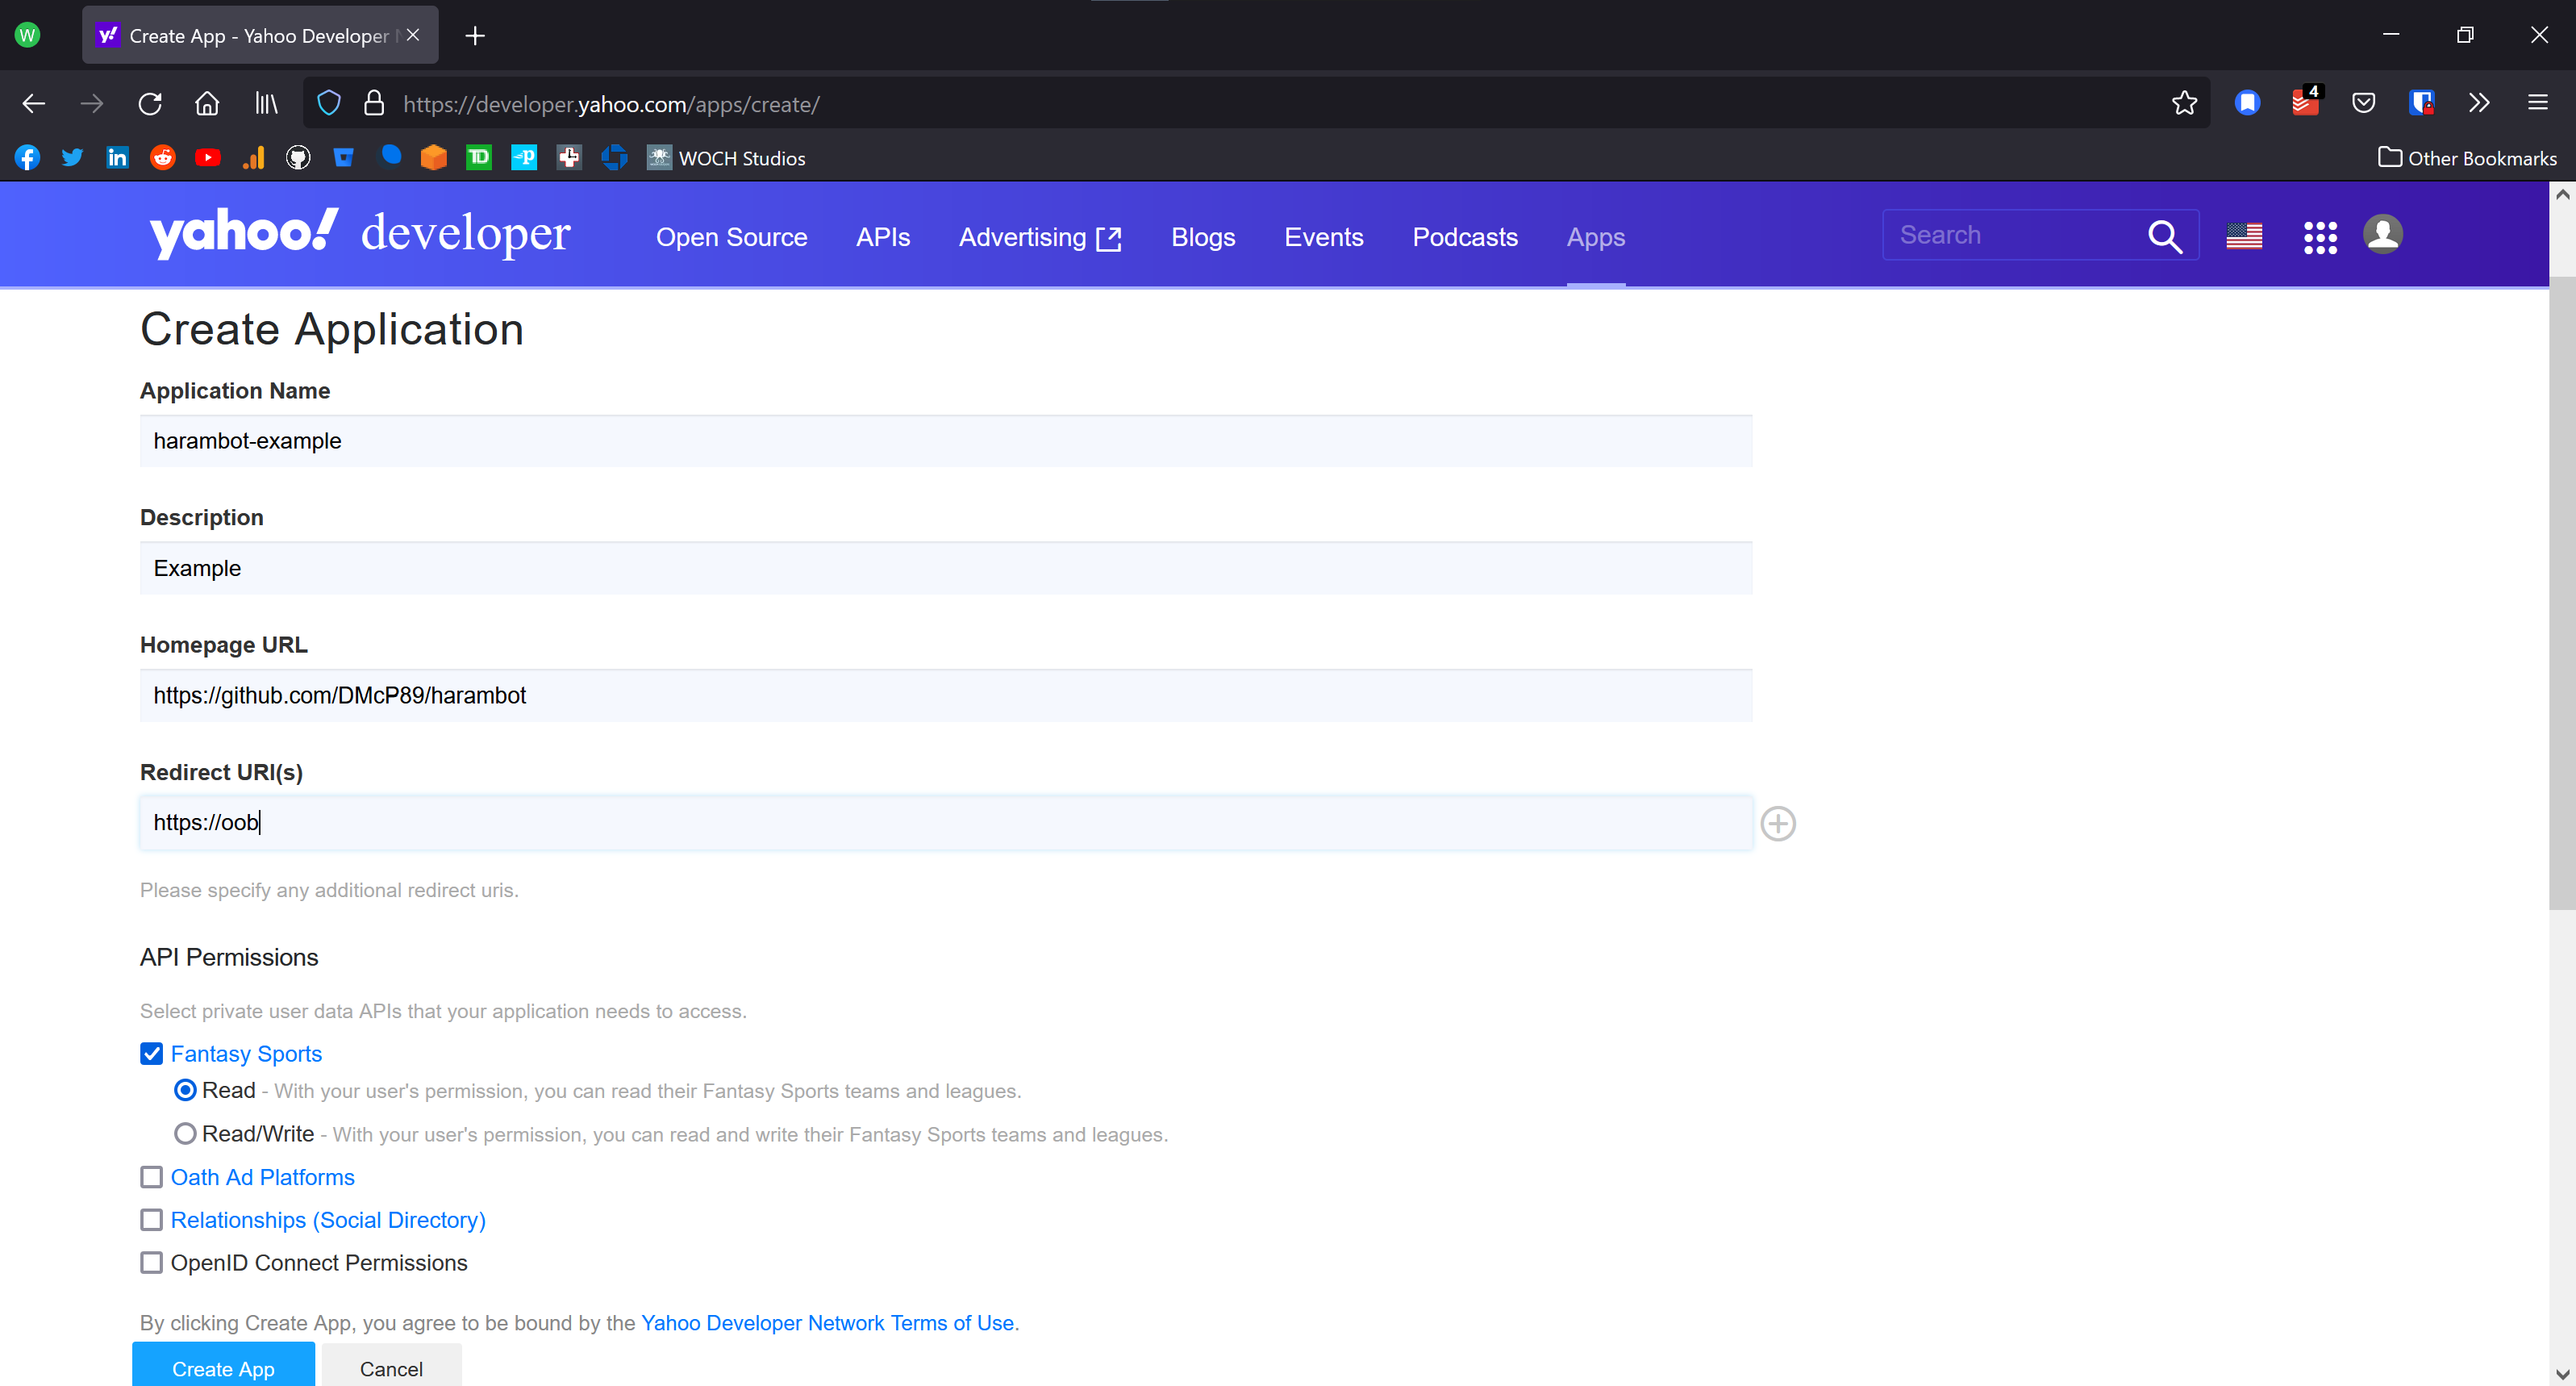 W
y! Create App - Yahoo Developer N
https://developer.yahoo.com/apps/create/
4
in
TD
WOCH Studios
Other Bookmarks
yahoo! developer
Open Source
APIs
Advertising
Blogs
Events
Podcasts
Apps
Search
Create Application
Application Name
harambot-example
Description
Example
Homepage URL
https://github.com/DMcP89/harambot
Redirect URI(s)
https://oob
Please specify any additional redirect uris.
API Permissions
Select private user data APIs that your application needs to access.
Fantasy Sports
Read - With your user's permission, you can read their Fantasy Sports teams and leagues.
Read/Write - With your user's permission, you can read and write their Fantasy Sports teams and leagues.
Oath Ad Platforms
Relationships (Social Directory)
OpenID Connect Permissions
By clicking Create App, you agree to be bound by the Yahoo Developer Network Terms of Use.
Create App
Cancel